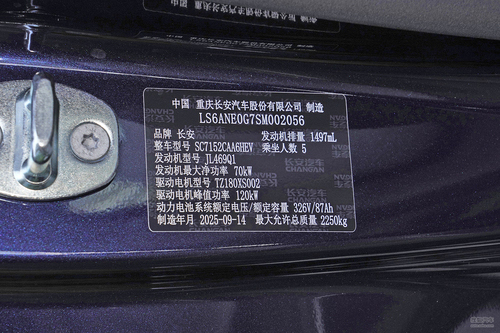 中国 重庆长安汽车股份有限公司 制造
LS6ANE0G7SM002056
品牌 长安 发动机排量 1497mL
整车型号 SC7152CAA6HEV 乘坐人数 5
发动机型号 JL469Q1
发动机最大净功率 70kW
驱动电机型号 TZ180XS002
驱动电机峰值功率 120kW
动力电池系统额定电压/额定容量 326V/87Ah
制造年月 2025-09-14 最大允许总质量 2250kg
长安汽车
CHANGAN